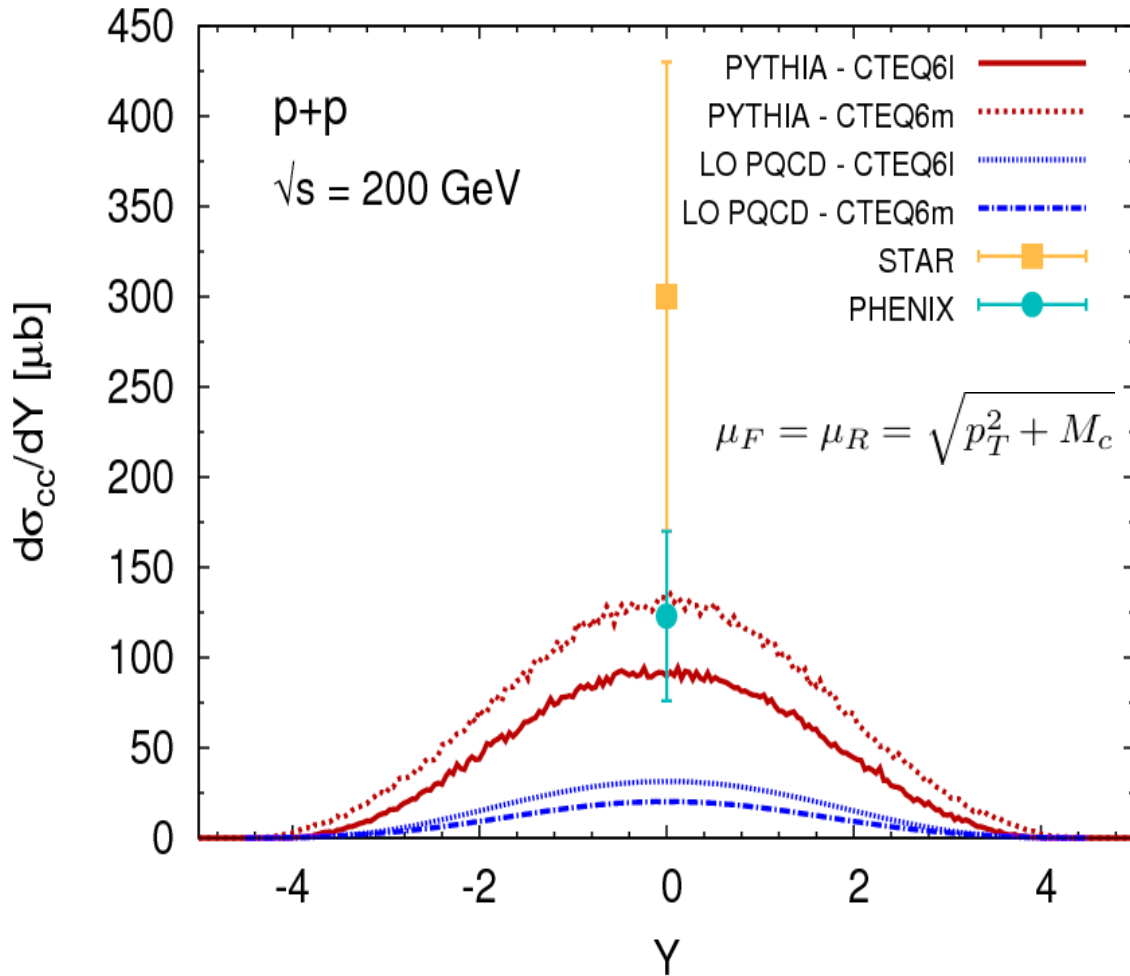 450
400
350
300
250
200
150
100
50
0
dσcc/dY [μb]
p+p
√s = 200 GeV
PYTHIA - CTEQ6l
PYTHIA - CTEQ6m
LO PQCD - CTEQ6l
LO PQCD - CTEQ6m
STAR
PHENIX
μF = μR = √(p_T^2 + M_c)
-4 -2 0 2 4
Y